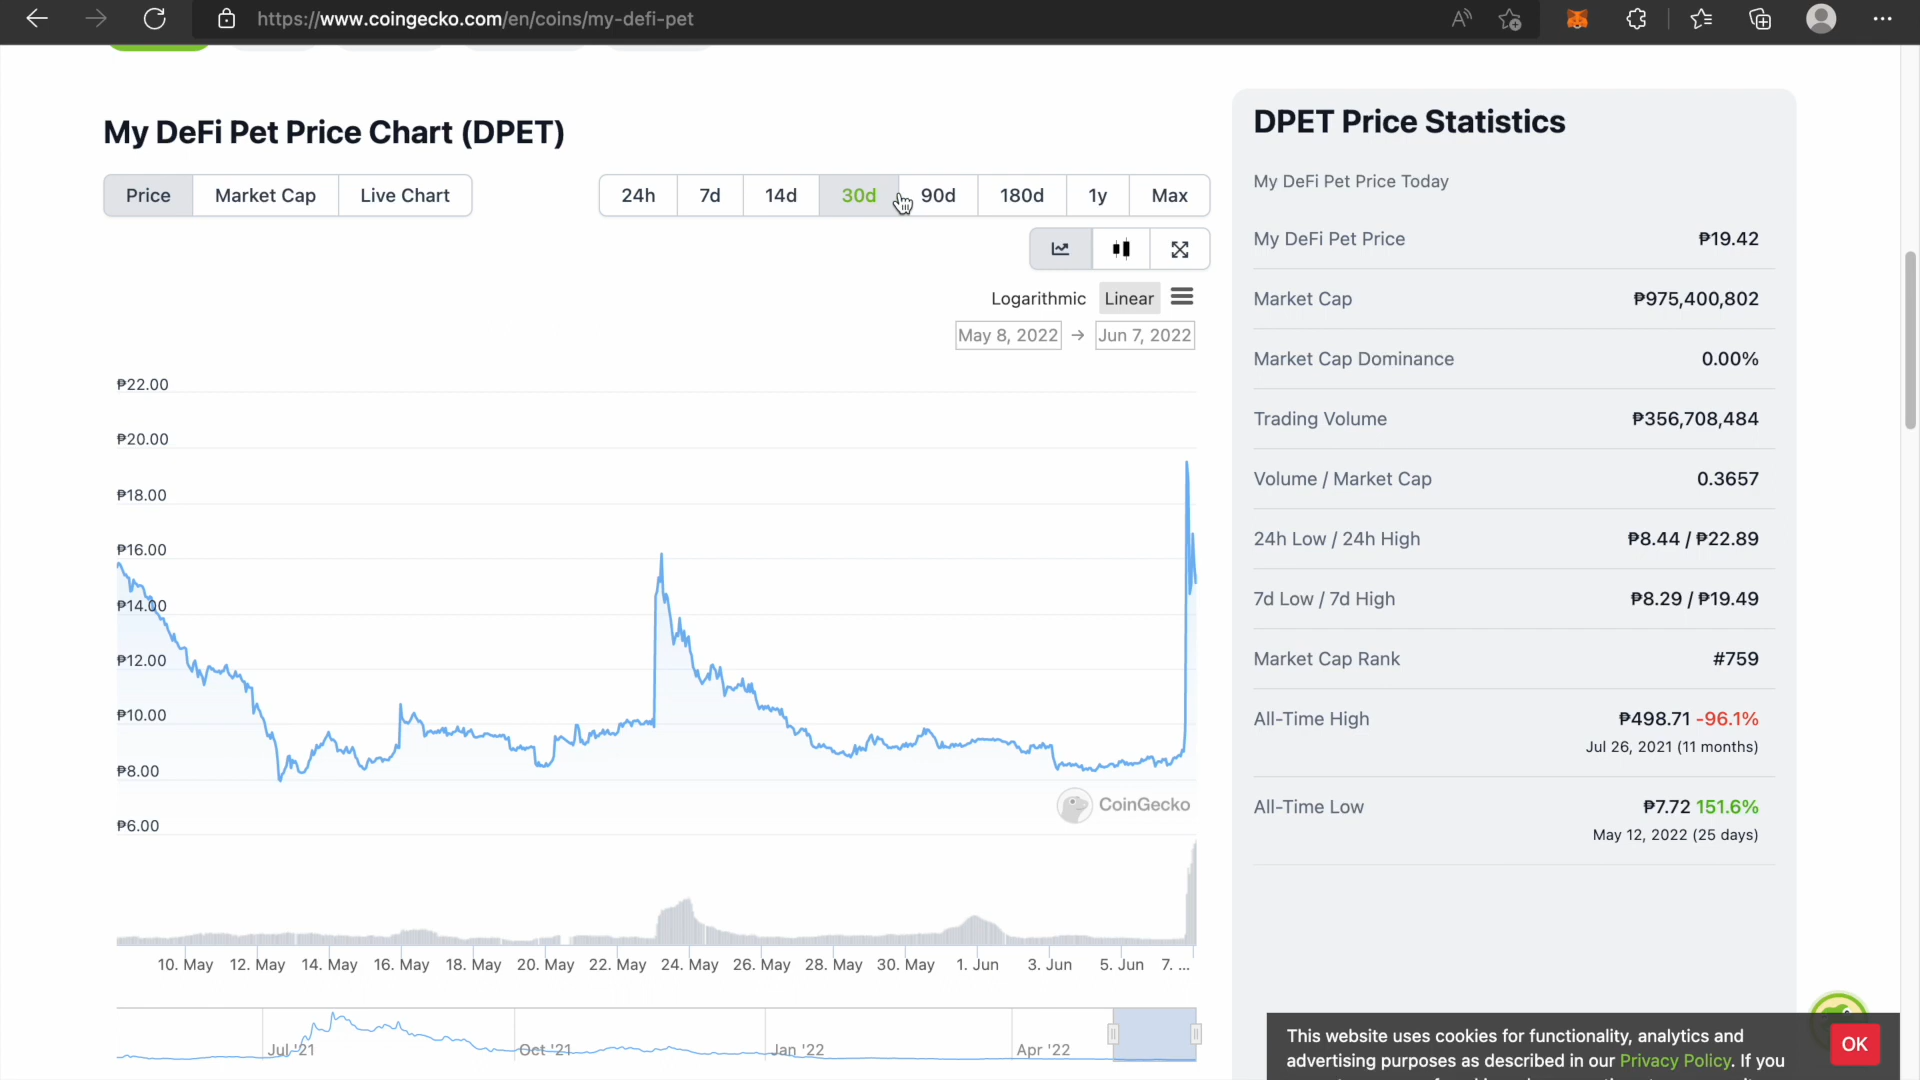 https://www.coingecko.com/en/coins/my-defi-pet
My DeFi Pet Price Chart (DPET)
Price Market Cap Live Chart
24h 7d 14d 30d 90d 180d 1y Max
Logarithmic Linear
May 8, 2022 → Jun 7, 2022
₱22.00
₱20.00
₱18.00
₱16.00
₱14.00
₱12.00
₱10.00
₱8.00
₱6.00
CoinGecko
10. May 12. May 14. May 16. May 18. May 20. May 22. May 24. May 26. May 28. May 30. May 1. Jun 3. Jun 5. Jun 7. ...
Jul '21 Oct '21 Jan '22 Apr '22
DPET Price Statistics
My DeFi Pet Price Today
My DeFi Pet Price ₱19.42
Market Cap ₱975,400,802
Market Cap Dominance 0.00%
Trading Volume ₱356,708,484
Volume / Market Cap 0.3657
24h Low / 24h High ₱8.44 / ₱22.89
7d Low / 7d High ₱8.29 / ₱19.49
Market Cap Rank #759
All-Time High ₱498.71 -96.1%
Jul 26, 2021 (11 months)
All-Time Low ₱7.72 151.6%
May 12, 2022 (25 days)
This website uses cookies for functionality, analytics and
advertising purposes as described in our Privacy Policy. If you
OK